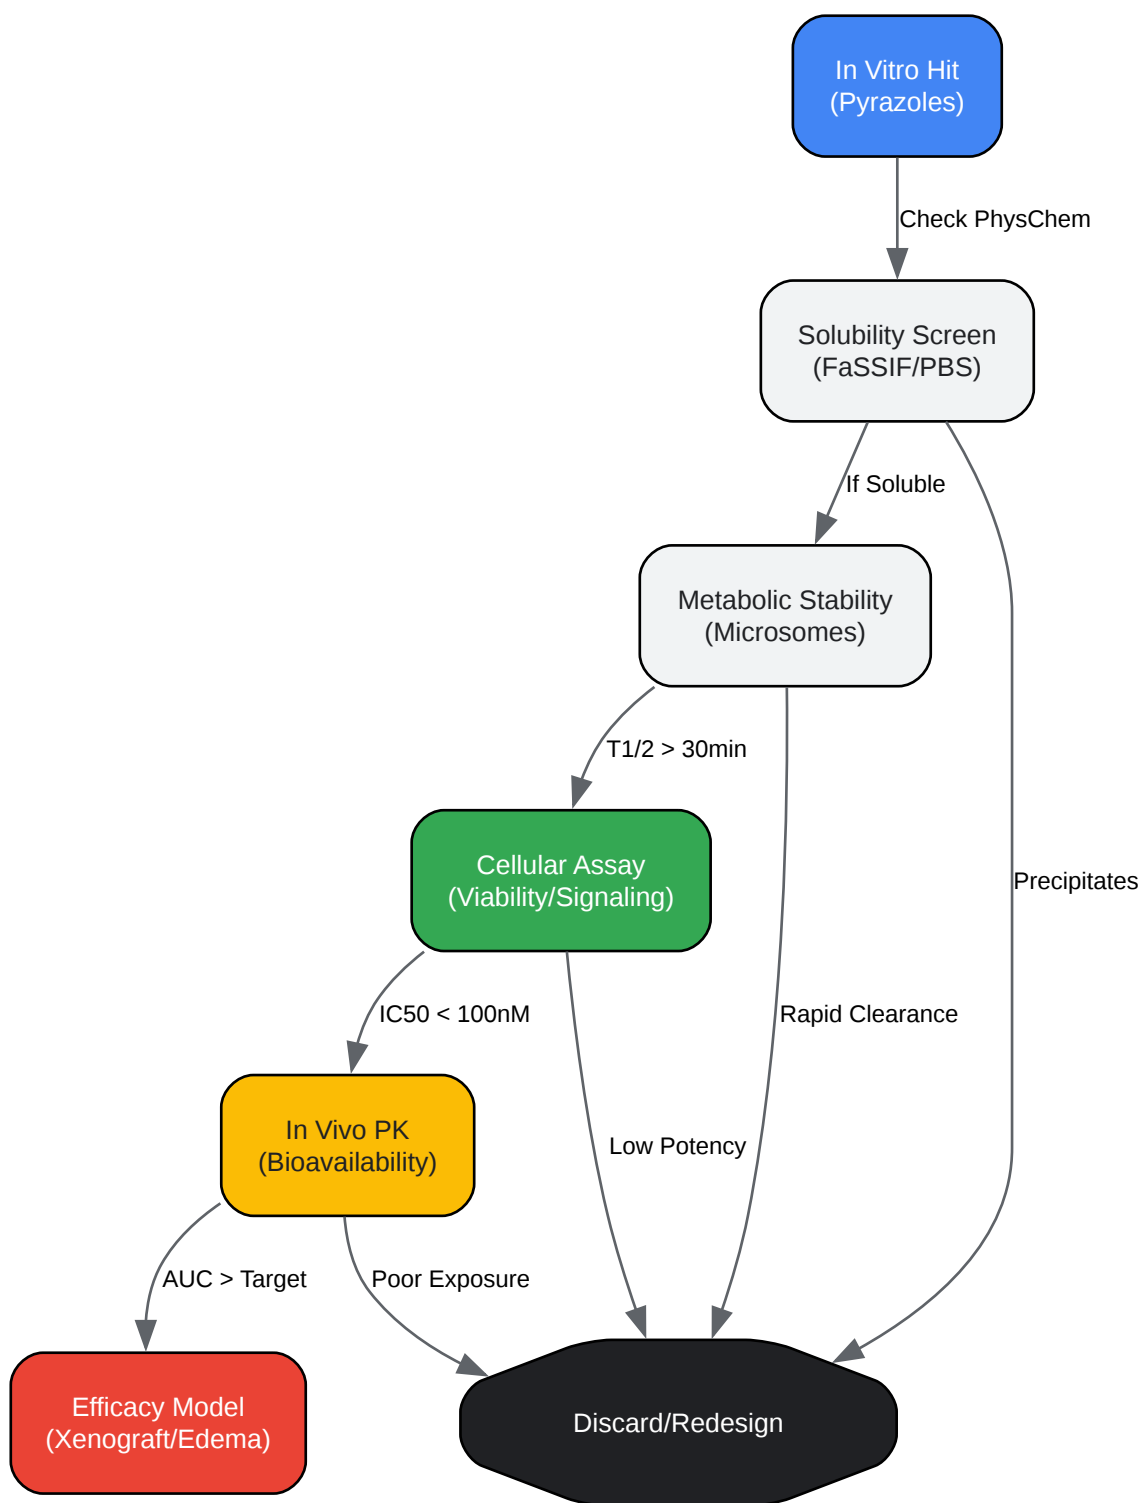 In Vitro Hit
(Pyrazoles)
Check PhysChem
Solubility Screen
(FaSSIF/PBS)
If Soluble
Metabolic Stability
(Microsomes)
T1/2 > 30min
Cellular Assay
(Viability/Signaling)
Precipitates
IC50 < 100nM
Rapid Clearance
In Vivo PK
(Bioavailability)
Low Potency
AUC > Target
Poor Exposure
Efficacy Model
(Xenograft/Edema)
Discard/Redesign